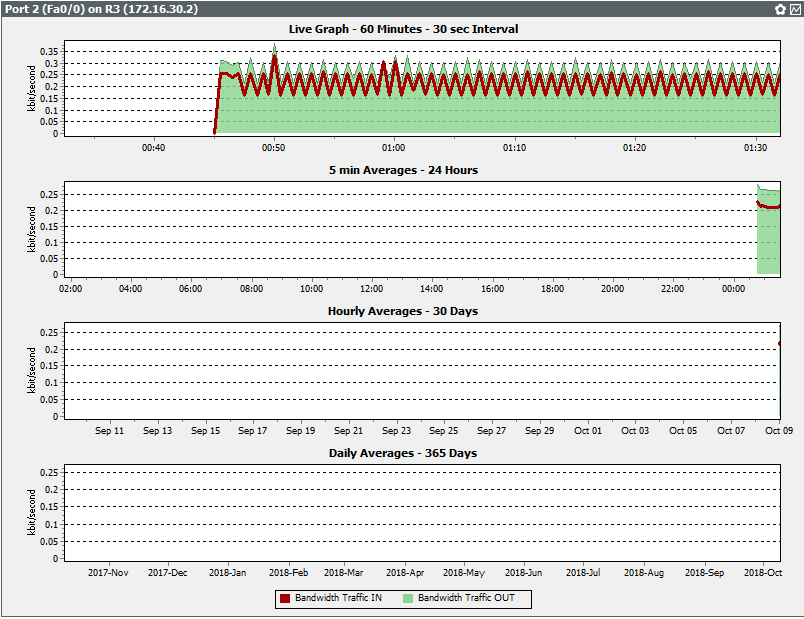 Port 2 (Fa0/0) on R3 (172.16.30.2)
Live Graph - 60 Minutes - 30 sec Interval
kbit/second
0.35
0.3
0.25
0.2
0.15
0.1
0.05
0
00:40 00:50 01:00 01:10 01:20 01:30
5 min Averages - 24 Hours
kbit/second
0.25
0.2
0.15
0.1
0.05
0
02:00 04:00 06:00 08:00 10:00 12:00 14:00 16:00 18:00 20:00 22:00 00:00
Hourly Averages - 30 Days
kbit/second
0.25
0.2
0.15
0.1
0.05
0
Sep 11 Sep 13 Sep 15 Sep 17 Sep 19 Sep 21 Sep 23 Sep 25 Sep 27 Sep 29 Oct 01 Oct 03 Oct 05 Oct 07 Oct 09
Daily Averages - 365 Days
kbit/second
0.25
0.2
0.15
0.1
0.05
0
2017-Nov 2017-Dec 2018-Jan 2018-Feb 2018-Mar 2018-Apr 2018-May 2018-Jun 2018-Jul 2018-Aug 2018-Sep 2018-Oct
Bandwidth Traffic IN Bandwidth Traffic OUT